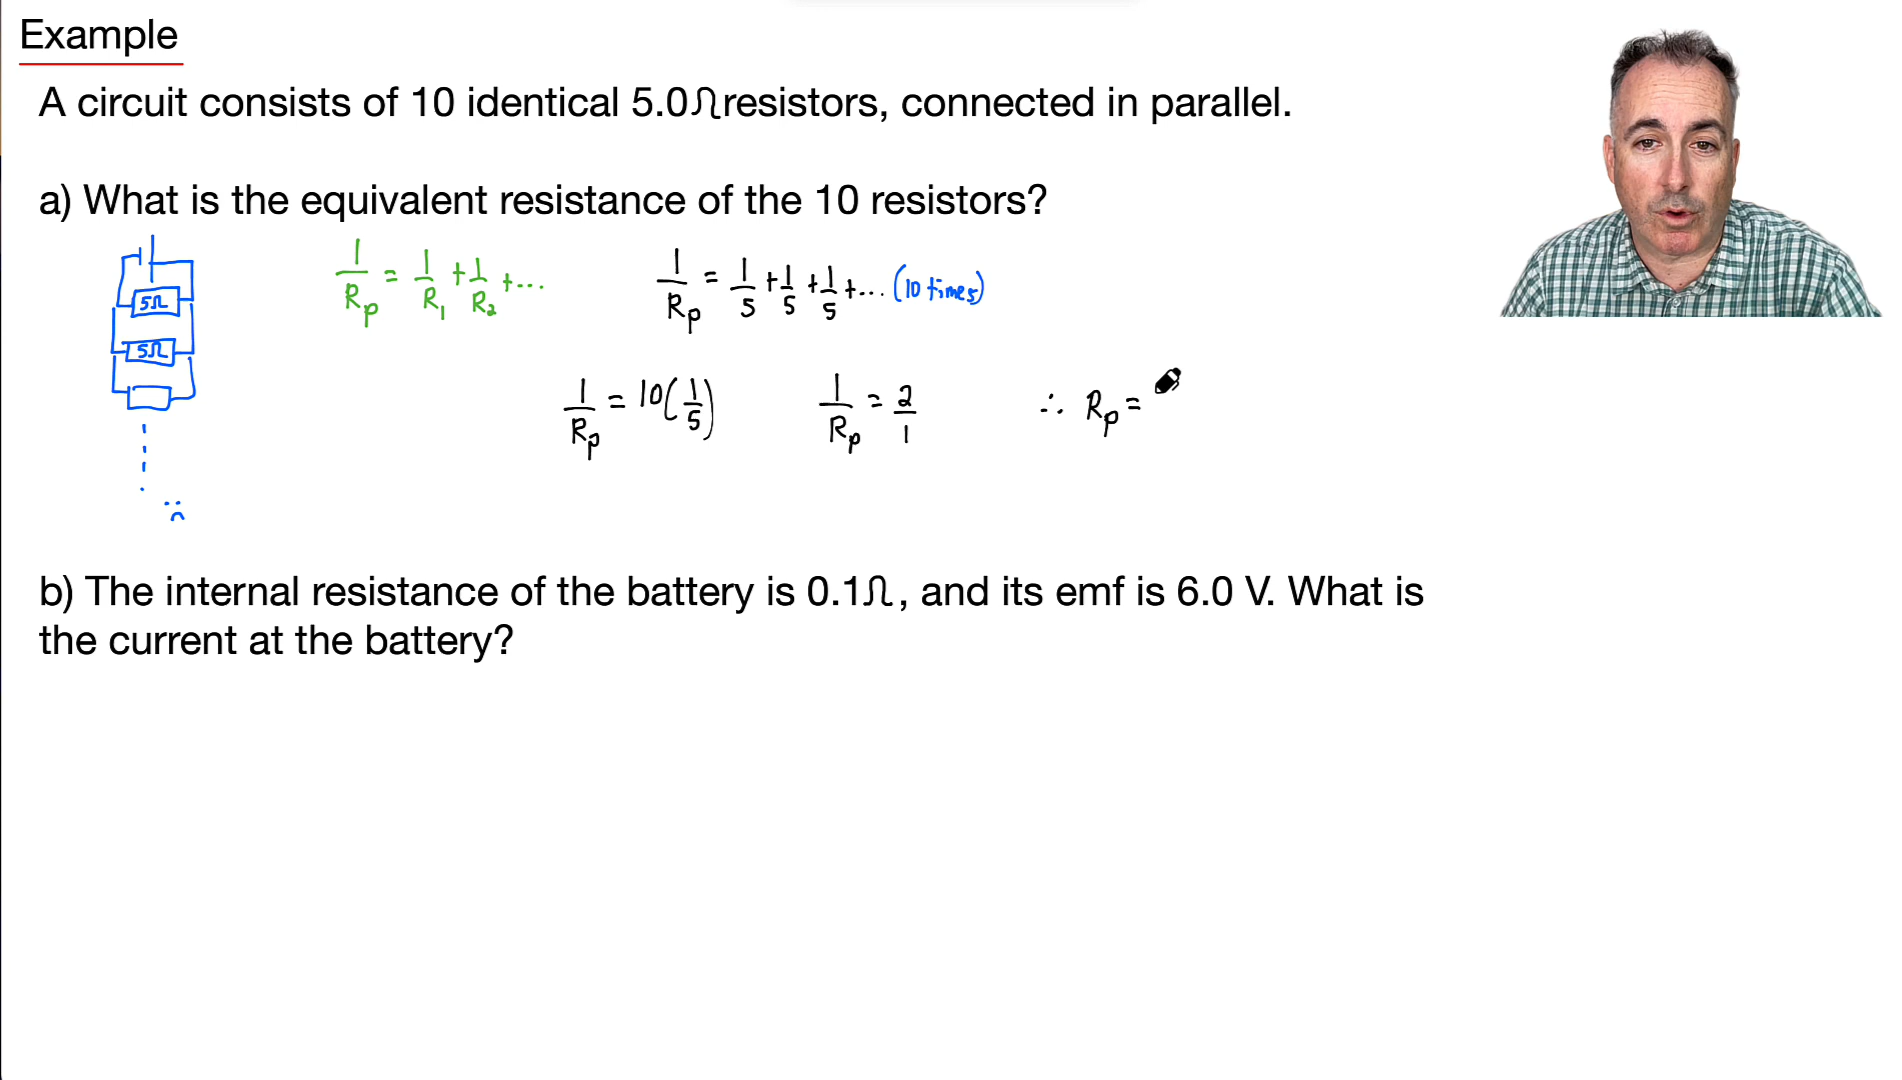 Example
A circuit consists of 10 identical 5.0Ω resistors, connected in parallel.
a) What is the equivalent resistance of the 10 resistors?
5Ω
5Ω
1/Rp = 1/R1 + 1/R2 + ...
1/Rp = 1/5 + 1/5 + 1/5 + ... (10 times)
1/Rp = 10(1/5)
1/Rp = 2/1
∴ Rp =
b) The internal resistance of the battery is 0.1Ω, and its emf is 6.0 V. What is
the current at the battery?